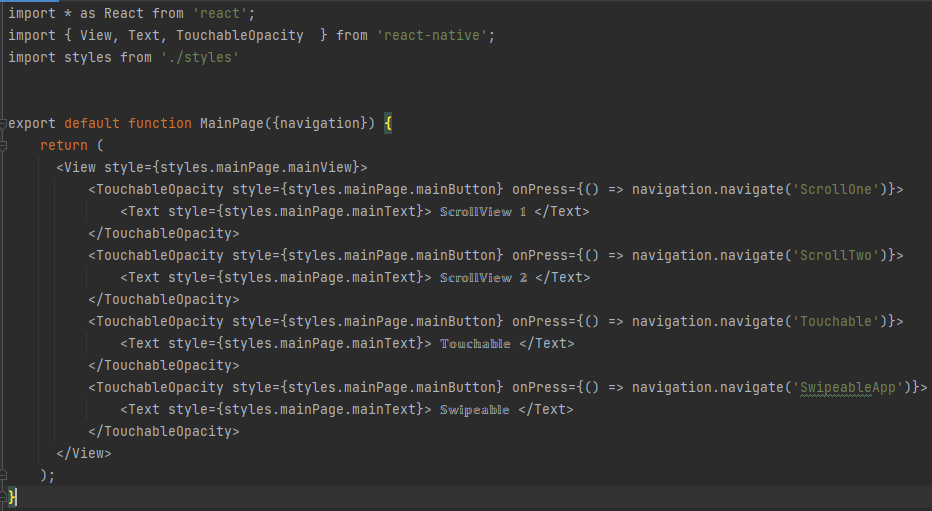 import * as React from 'react';
import { View, Text, TouchableOpacity  } from 'react-native';
import styles from './styles'
export default function MainPage({navigation}) {
    return (
      <View style={styles.mainPage.mainView}>
          <TouchableOpacity style={styles.mainPage.mainButton} onPress={() => navigation.navigate('ScrollOne')}>
              <Text style={styles.mainPage.mainText}> 𝕊𝕔𝕣𝕠𝕝𝕝𝕍𝕚𝕖𝕨 𝟙 </Text>
          </TouchableOpacity>
          <TouchableOpacity style={styles.mainPage.mainButton} onPress={() => navigation.navigate('ScrollTwo')}>
              <Text style={styles.mainPage.mainText}> 𝕊𝕔𝕣𝕠𝕝𝕝𝕍𝕚𝕖𝕨 𝟚 </Text>
          </TouchableOpacity>
          <TouchableOpacity style={styles.mainPage.mainButton} onPress={() => navigation.navigate('Touchable')}>
              <Text style={styles.mainPage.mainText}> 𝕋𝕠𝕦𝕔𝕙𝕒𝕓𝕝𝕖 </Text>
          </TouchableOpacity>
          <TouchableOpacity style={styles.mainPage.mainButton} onPress={() => navigation.navigate('SwipeableApp')}>
              <Text style={styles.mainPage.mainText}> 𝕊𝕨𝕚𝕡𝕖𝕒𝕓𝕝𝕖 </Text>
          </TouchableOpacity>
      </View>
    );
}